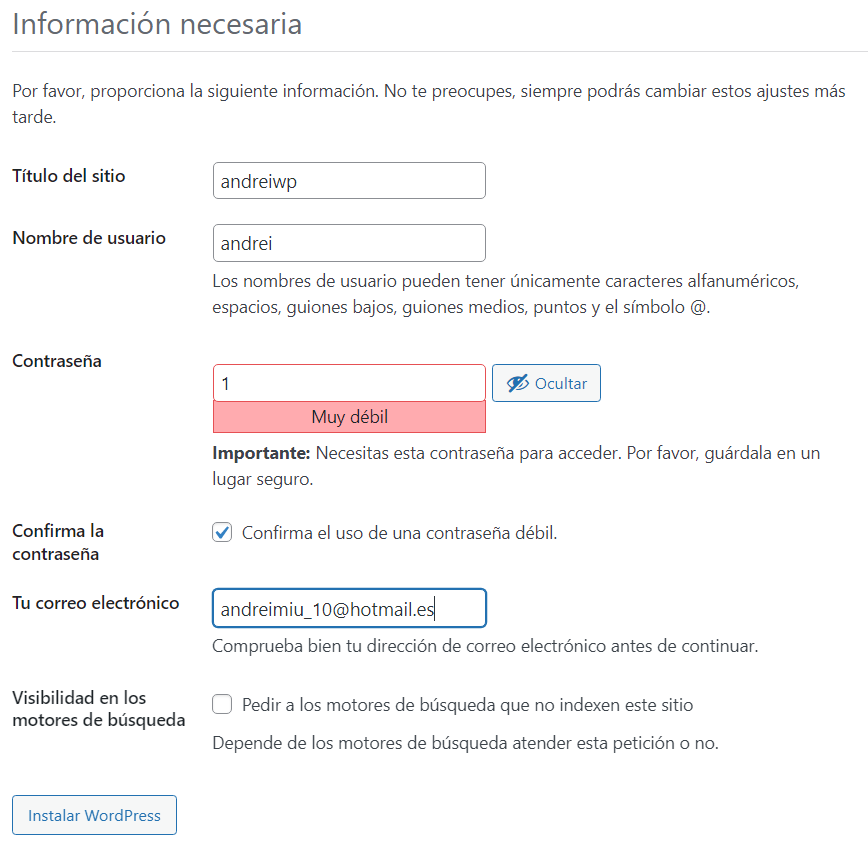 Información necesaria
Por favor, proporciona la siguiente información. No te preocupes, siempre podrás cambiar estos ajustes más
tarde.
Título del sitio
andreiwp
Nombre de usuario
andrei
Los nombres de usuario pueden tener únicamente caracteres alfanuméricos,
espacios, guiones bajos, guiones medios, puntos y el símbolo @.
Contraseña
1
Ocultar
Muy débil
Importante: Necesitas esta contraseña para acceder. Por favor, guárdala en un
lugar seguro.
Confirma la
contraseña
Confirma el uso de una contraseña débil.
Tu correo electrónico
andreimiu_10@hotmail.es
Comprueba bien tu dirección de correo electrónico antes de continuar.
Visibilidad en los
motores de búsqueda
Pedir a los motores de búsqueda que no indexen este sitio
Depende de los motores de búsqueda atender esta petición o no.
Instalar WordPress